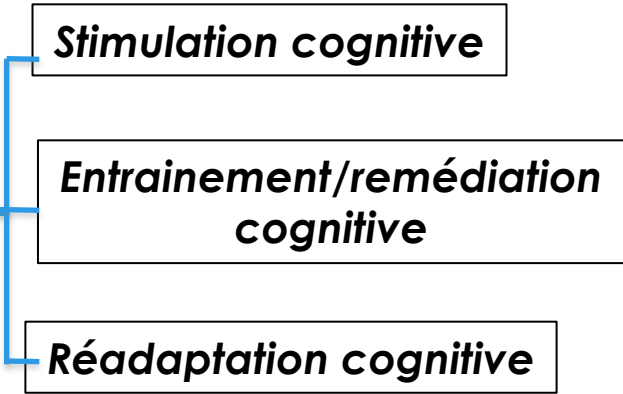 Stimulation cognitive
Entrainement/remédiation
cognitive
Réadaptation cognitive